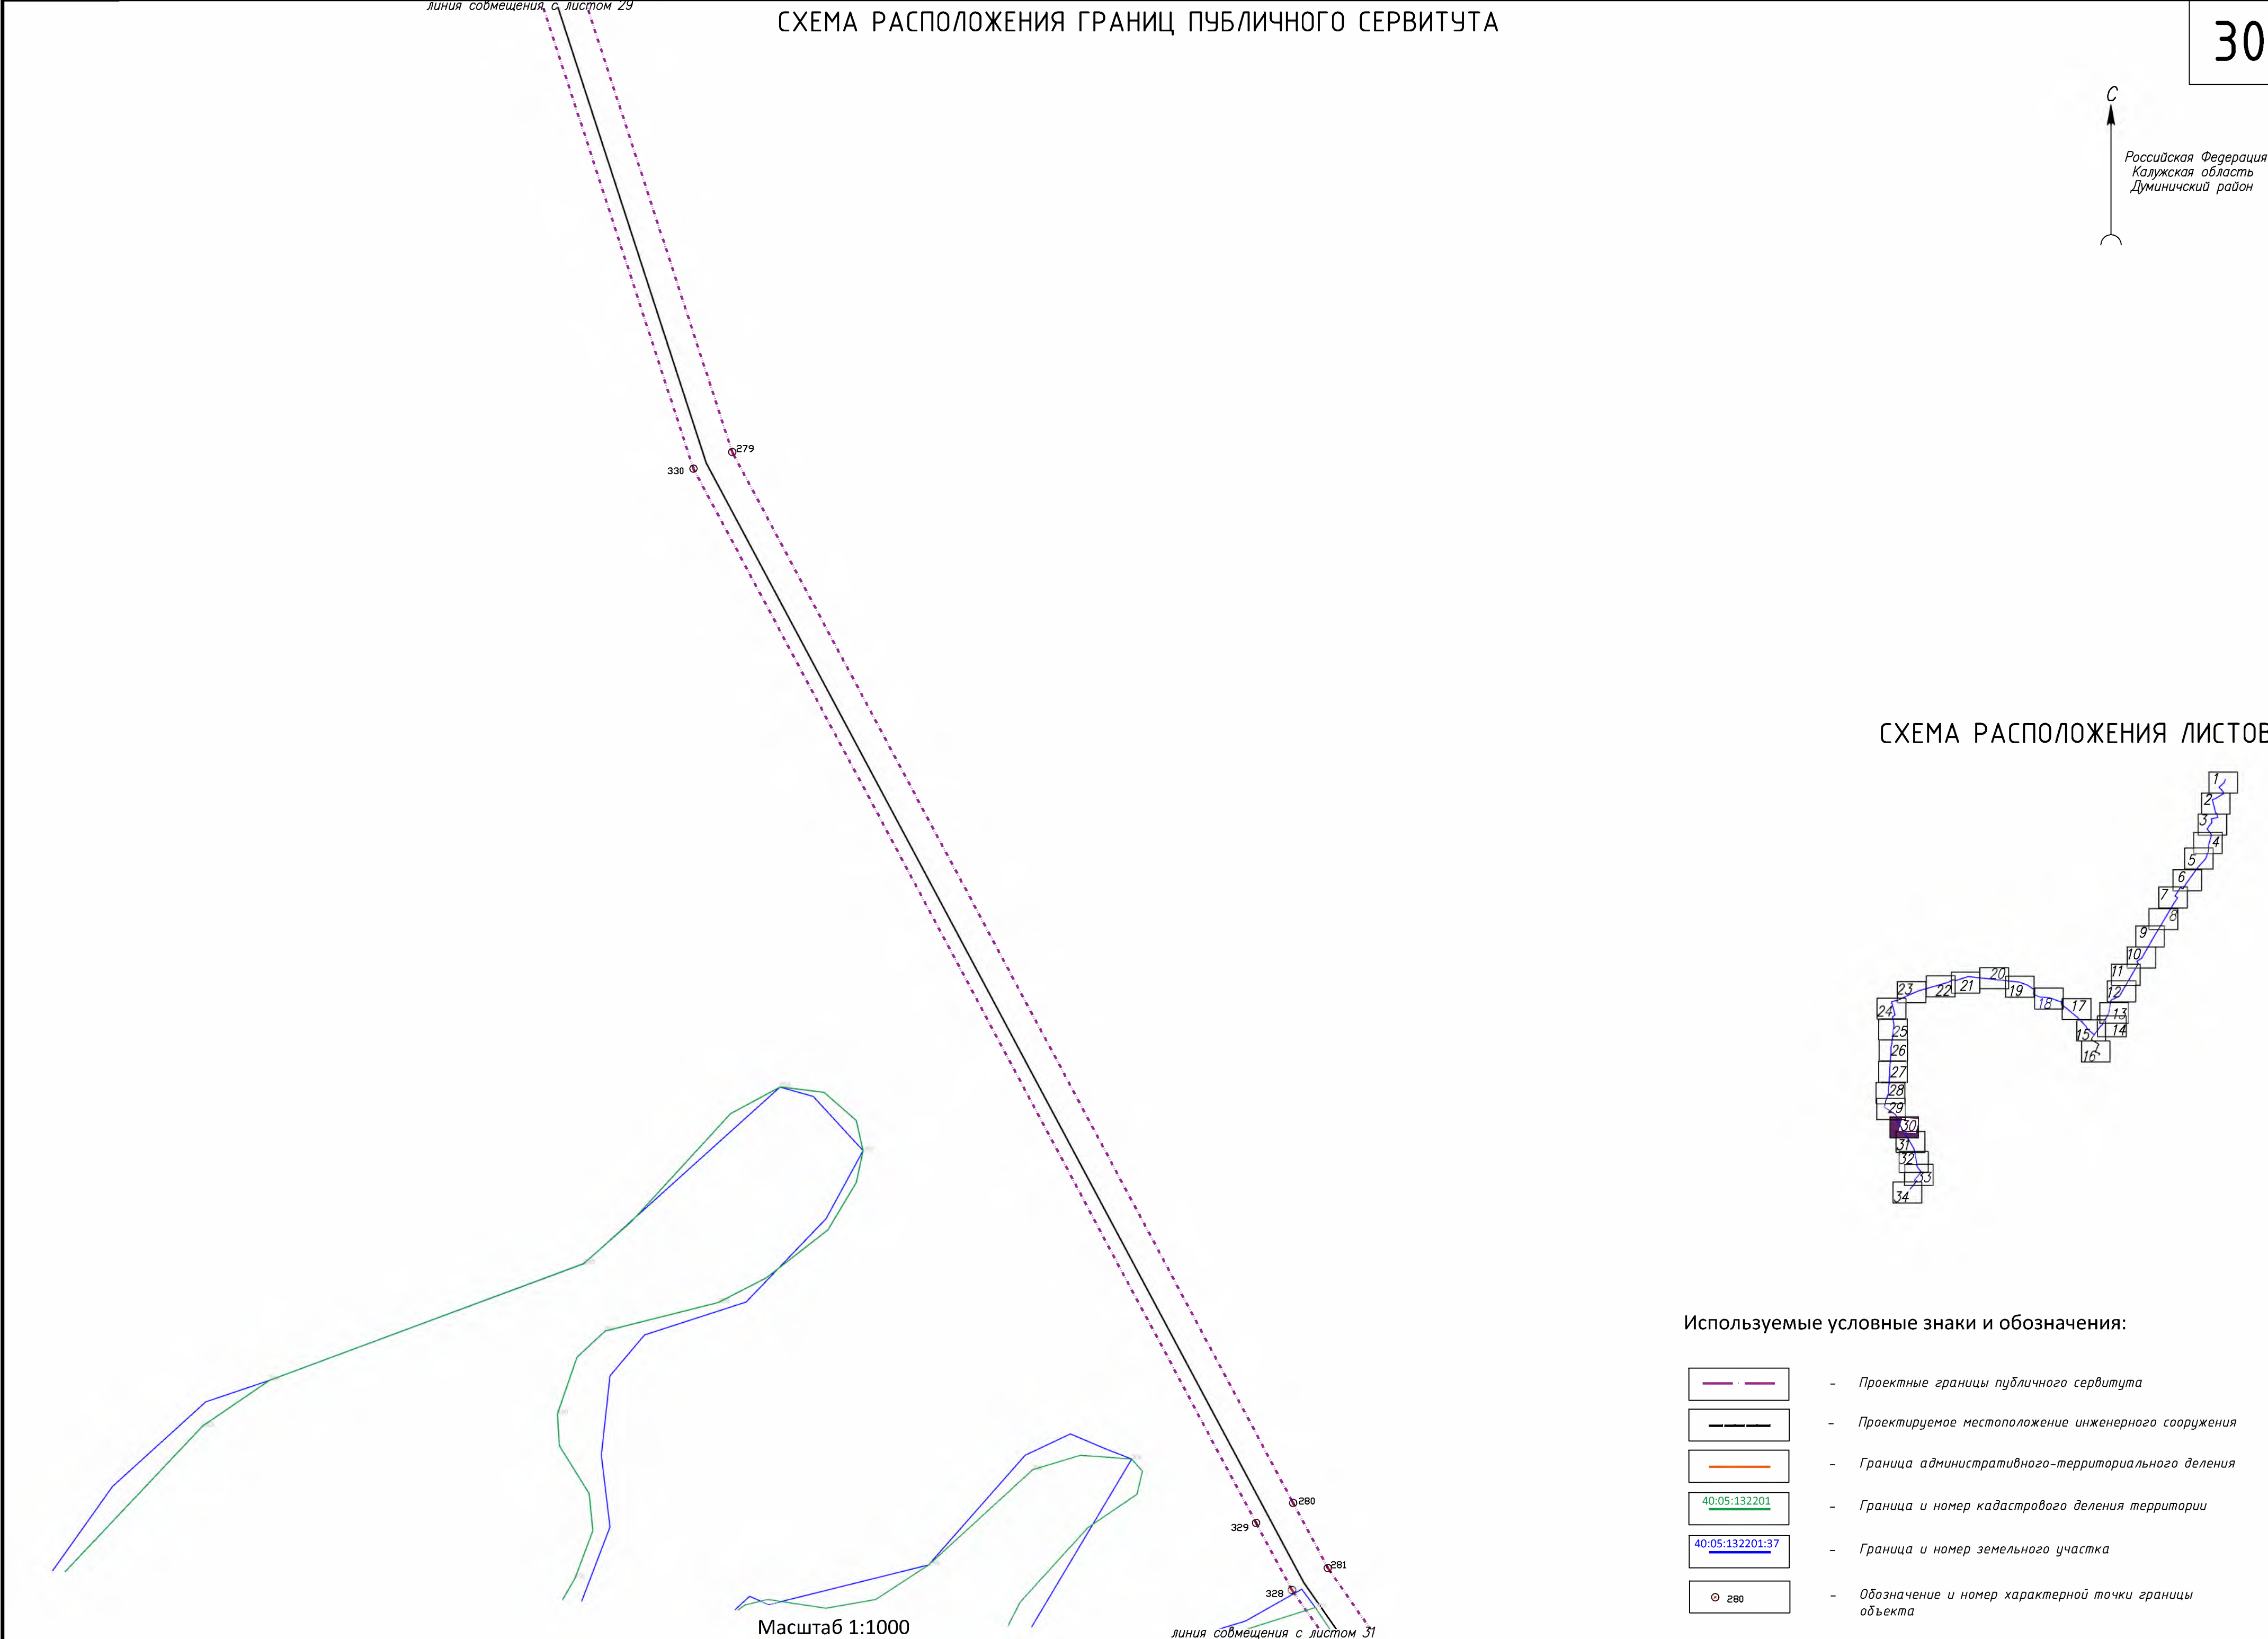 линия совмещения с листом 29
СХЕМА РАСПОЛОЖЕНИЯ ГРАНИЦ ПУБЛИЧНОГО СЕРВИТУТА
30
С
Российская Федерация
Калужская область
Думиничский район
279
330
СХЕМА РАСПОЛОЖЕНИЯ ЛИСТОВ
1
2
3
4
5
6
7
8
9
10
11
12
13
14
15
16
17
18
19
20
21
22
23
24
25
26
27
28
29
30
31
32
33
34
280
329
281
328
Используемые условные знаки и обозначения:
- Проектные границы публичного сервитута
- Проектируемое местоположение инженерного сооружения
- Граница административного-территориального деления
40:05:132201 - Граница и номер кадастрового деления территории
40:05:132201:37 - Граница и номер земельного участка
280 - Обозначение и номер характерной точки границы
объекта
Масштаб 1:1000
линия совмещения с листом 31